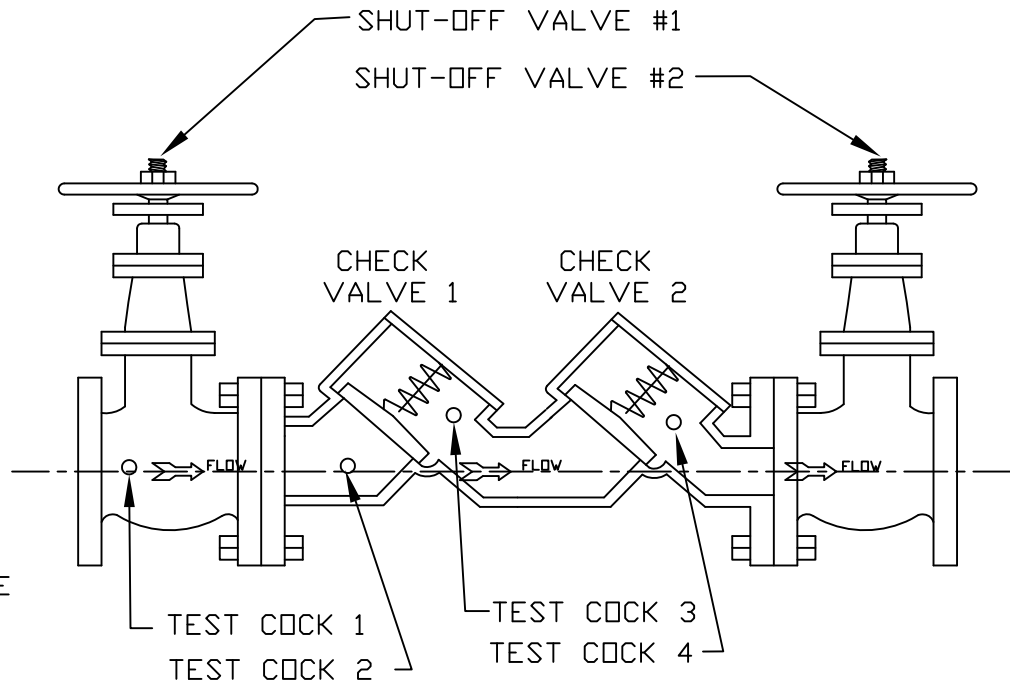 SHUT-OFF VALVE #1
SHUT-OFF VALVE #2
CHECK
VALVE 1
CHECK
VALVE 2
FLOW
FLOW
FLOW
E
TEST COCK 1
TEST COCK 2
TEST COCK 3
TEST COCK 4